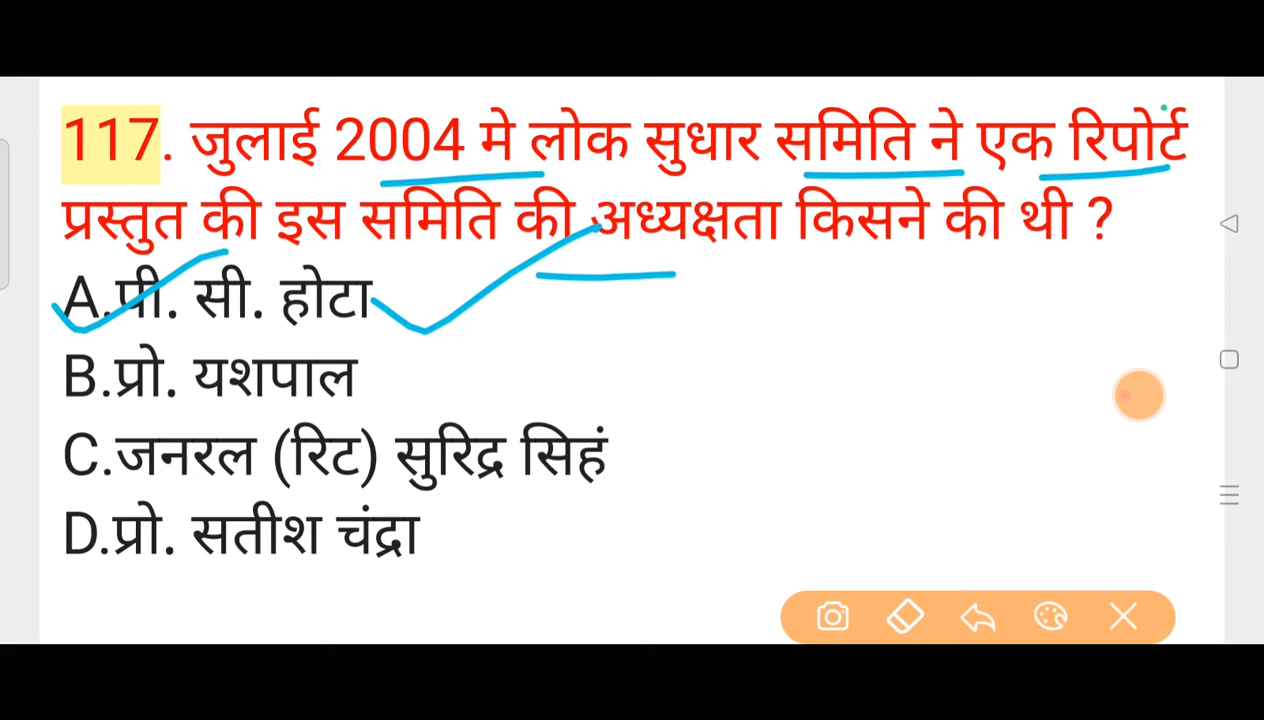 117. जुलाई 2004 मे लोक सुधार समिति ने एक रिपोर्ट
प्रस्तुत की इस समिति की अध्यक्षता किसने की थी ?
A.पी. सी. होटा
B.प्रो. यशपाल
C.जनरल (रिट) सुरिद्र सिहं
D.प्रो. सतीश चंद्रा